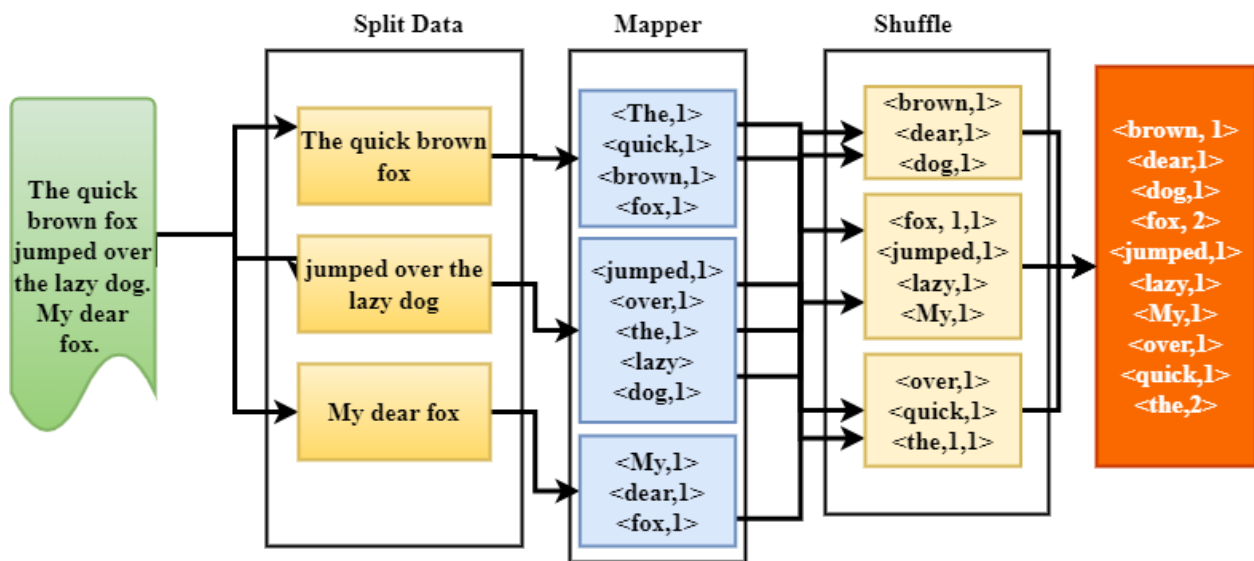 Split Data
Mapper
Shuffle
The quick
brown fox
jumped over
the lazy dog.
My dear
fox.
The quick brown
fox
jumped over the
lazy dog
My dear fox
<The,1>
<quick,1>
<brown,1>
<fox,1>
<jumped,1>
<over,1>
<the,1>
<lazy>
<dog,1>
<My,1>
<dear,1>
<fox,1>
<brown,1>
<dear,1>
<dog,1>
<fox, 1,1>
<jumped,1>
<lazy,1>
<My,1>
<over,1>
<quick,1>
<the,1,1>
<brown, 1>
<dear,1>
<dog,1>
<fox, 2>
<jumped,1>
<lazy,1>
<My,1>
<over,1>
<quick,1>
<the,2>